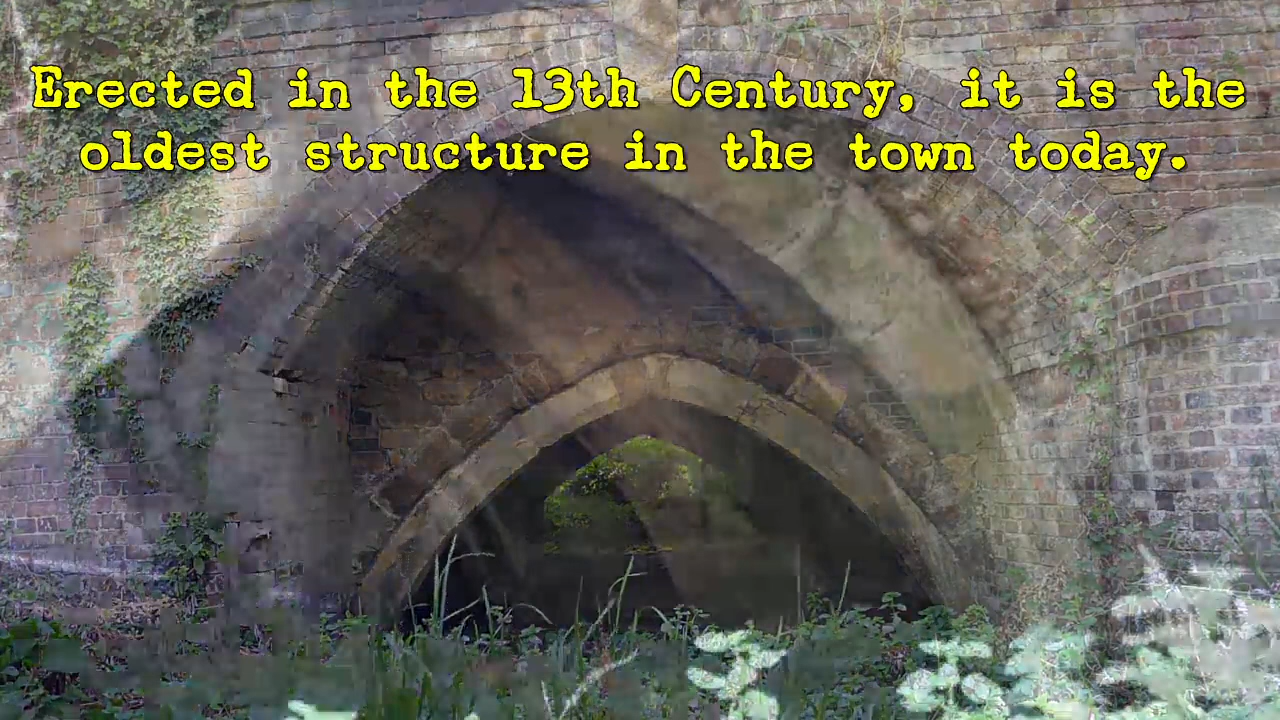 Erected in the 13th Century, it is the
oldest structure in the town today.